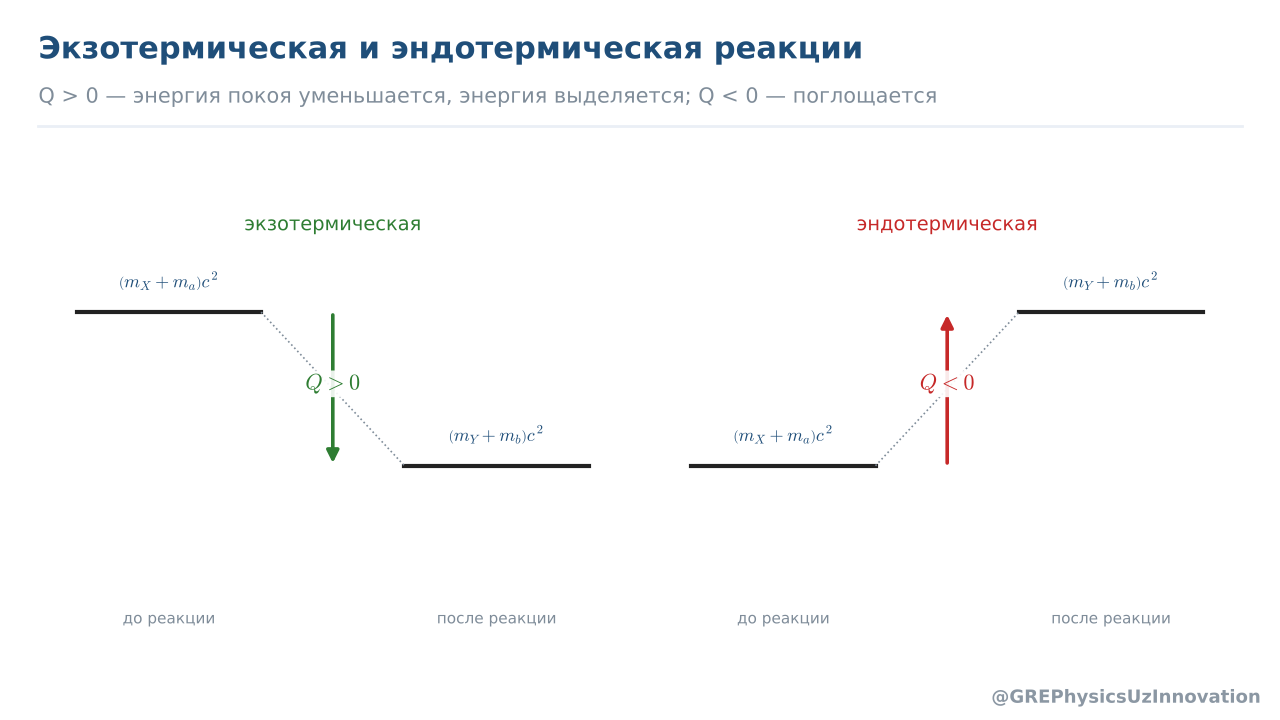 Экзотермическая и эндотермическая реакции
Q > 0 — энергия покоя уменьшается, энергия выделяется; Q < 0 — поглощается
экзотермическая
эндотермическая
(m_X + m_a)c^2
(m_Y + m_b)c^2
Q > 0
Q < 0
(m_Y + m_b)c^2
(m_X + m_a)c^2
до реакции
после реакции
до реакции
после реакции
@GREPhysicsUzInnovation